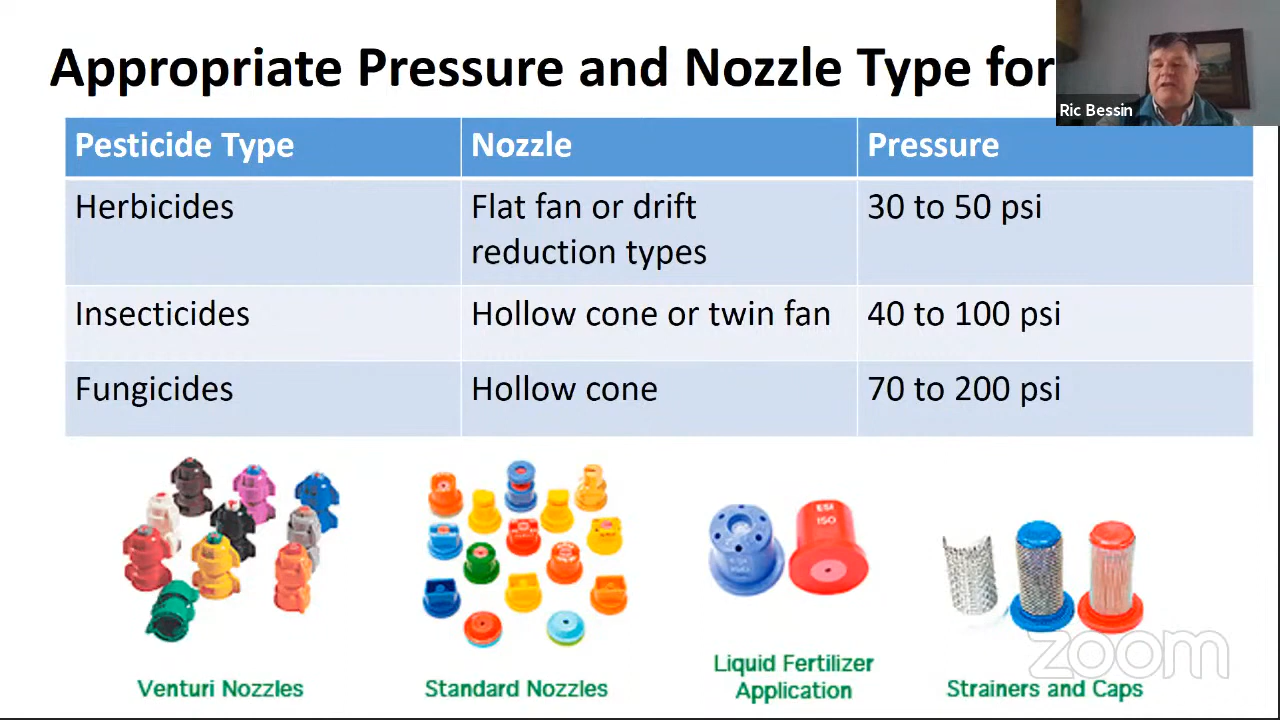 Appropriate Pressure and Nozzle Type for
Ric Bessin
Pesticide Type
Nozzle
Pressure
Herbicides
Flat fan or drift
reduction types
30 to 50 psi
Insecticides
Hollow cone or twin fan
40 to 100 psi
Fungicides
Hollow cone
70 to 200 psi
ESI
ISO
Venturi Nozzles
Standard Nozzles
Liquid Fertilizer
Application
Strainers and Caps
zoom